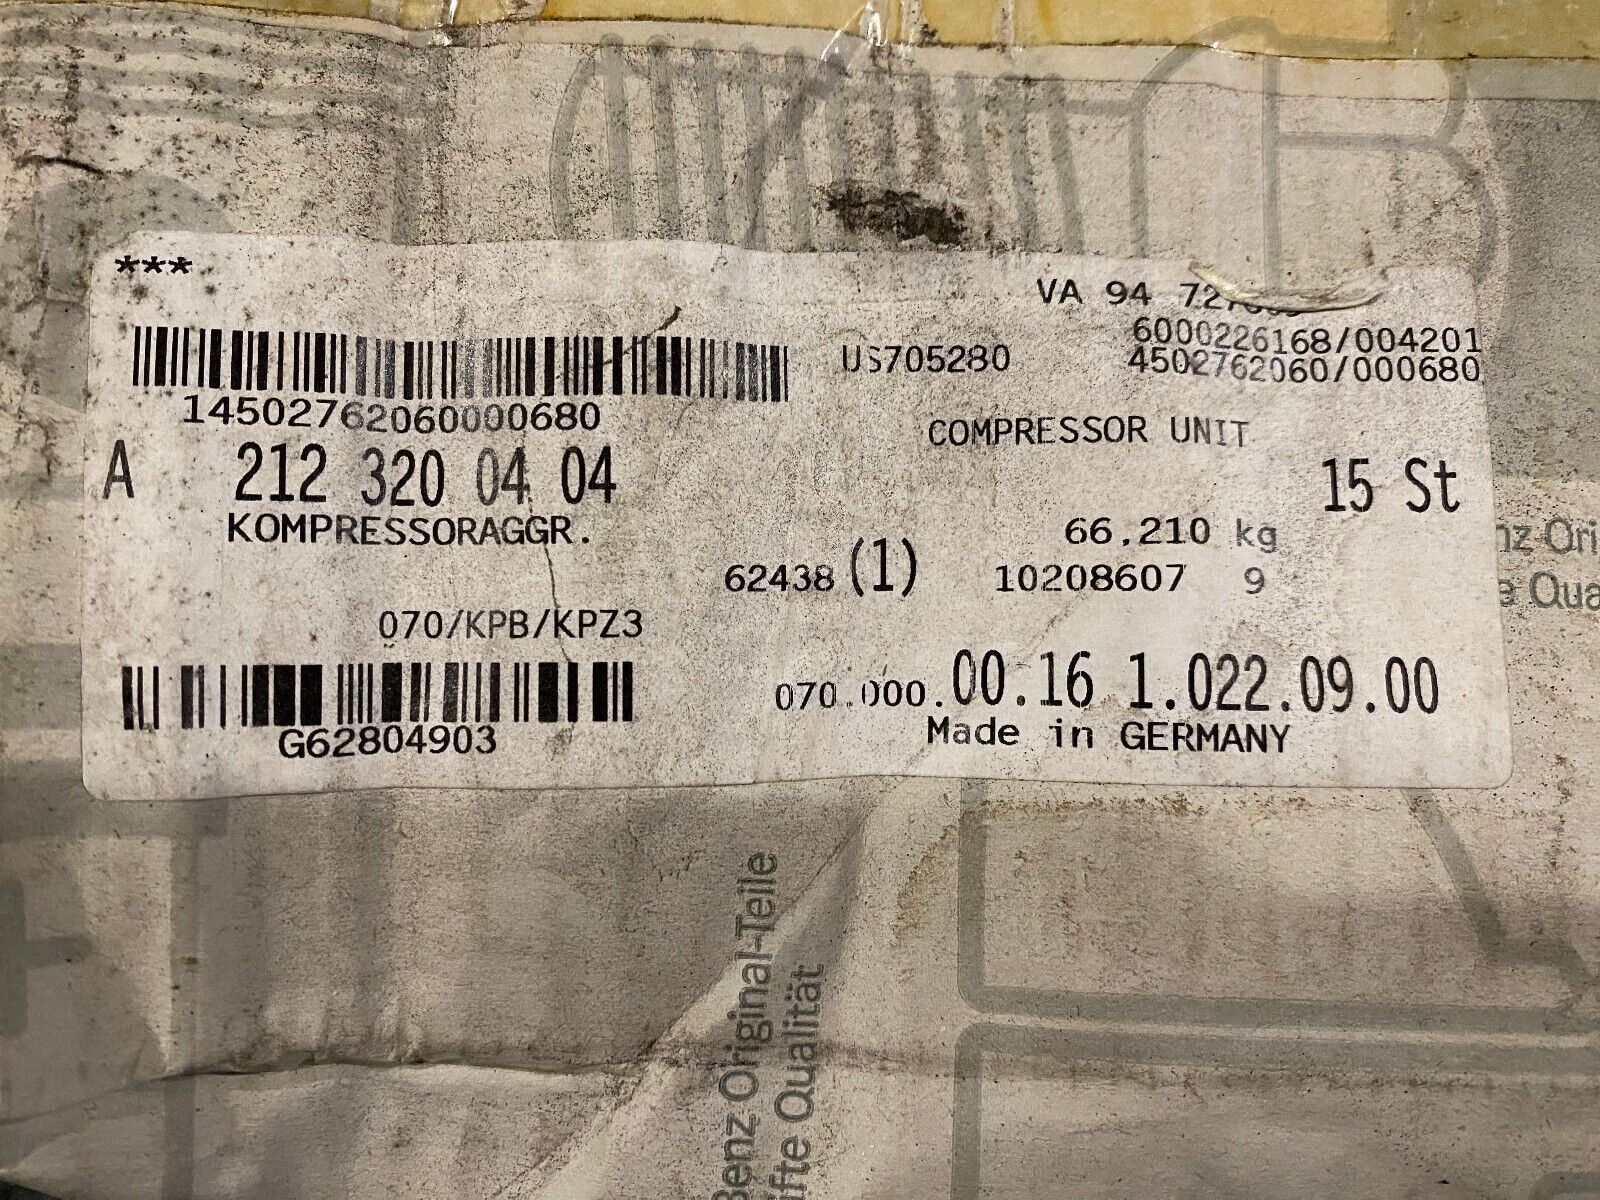 ***
VA 94
6000226168/004201
US705280
4502762060/000680
14502762060000680
COMPRESSOR UNIT
A 212 320 04 04
15 St
KOMPRESSORAGGR.
66,210 kg
62438 (1) 10208607 9
070/KPB/KPZ3
070.000.00.16 1.022.09.00
G62804903
Made in GERMANY
Benz Original-Teile
Qualität